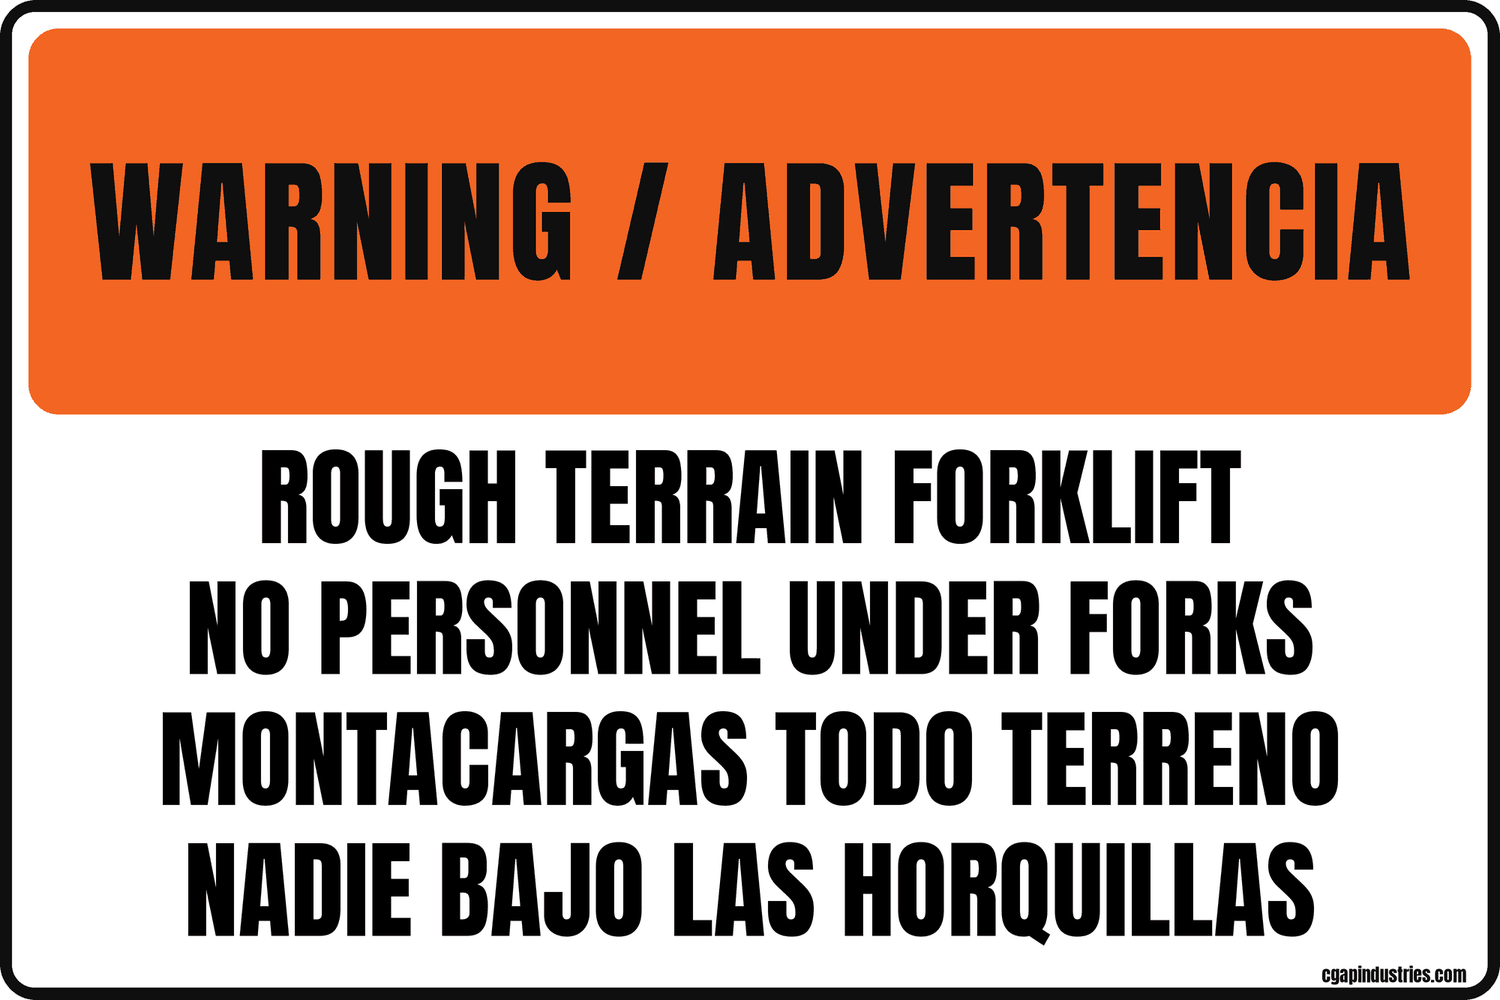 WARNING / ADVERTENCIA
ROUGH TERRAIN FORKLIFT
NO PERSONNEL UNDER FORKS
MONTACARGAS TODO TERRENO
NADIE BAJO LAS HORQUILLAS
cgapindustries.com